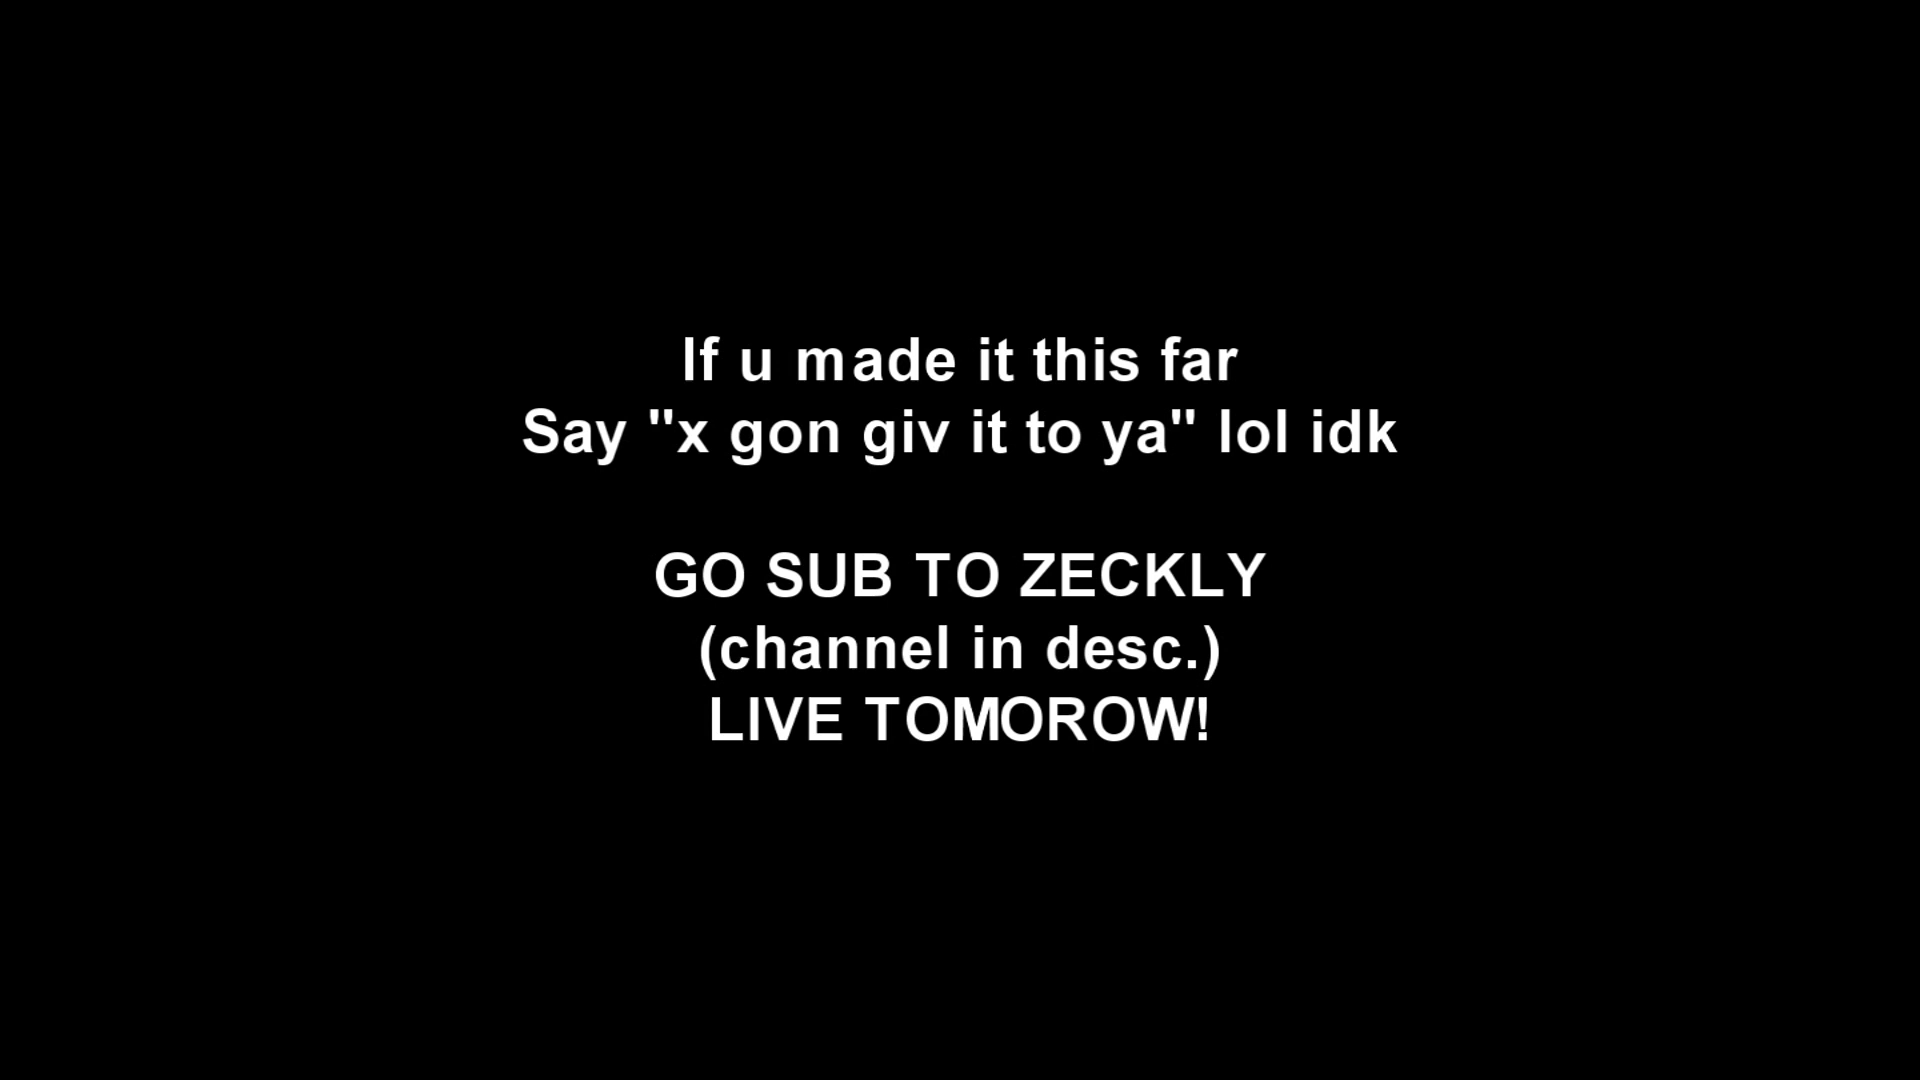 If u made it this far
Say "x gon giv it to ya" lol idk
GO SUB TO ZECKLY
(channel in desc.)
LIVE TOMOROW!